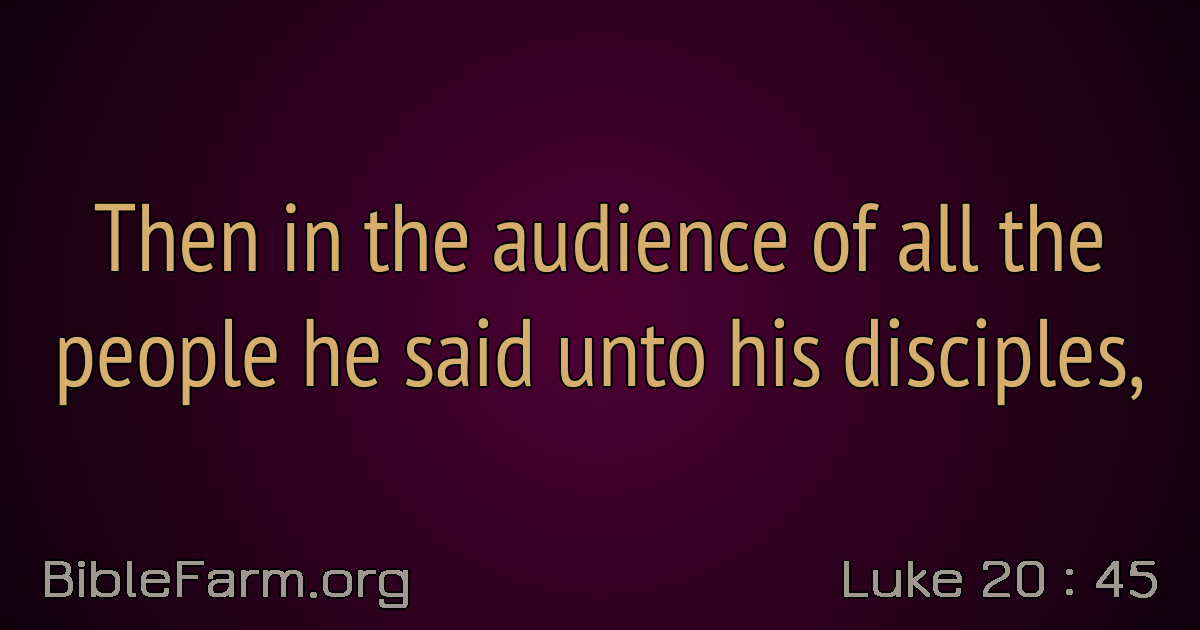 Then in the audience of all the
people he said unto his disciples,
BibleFarm.org
Luke 20 : 45